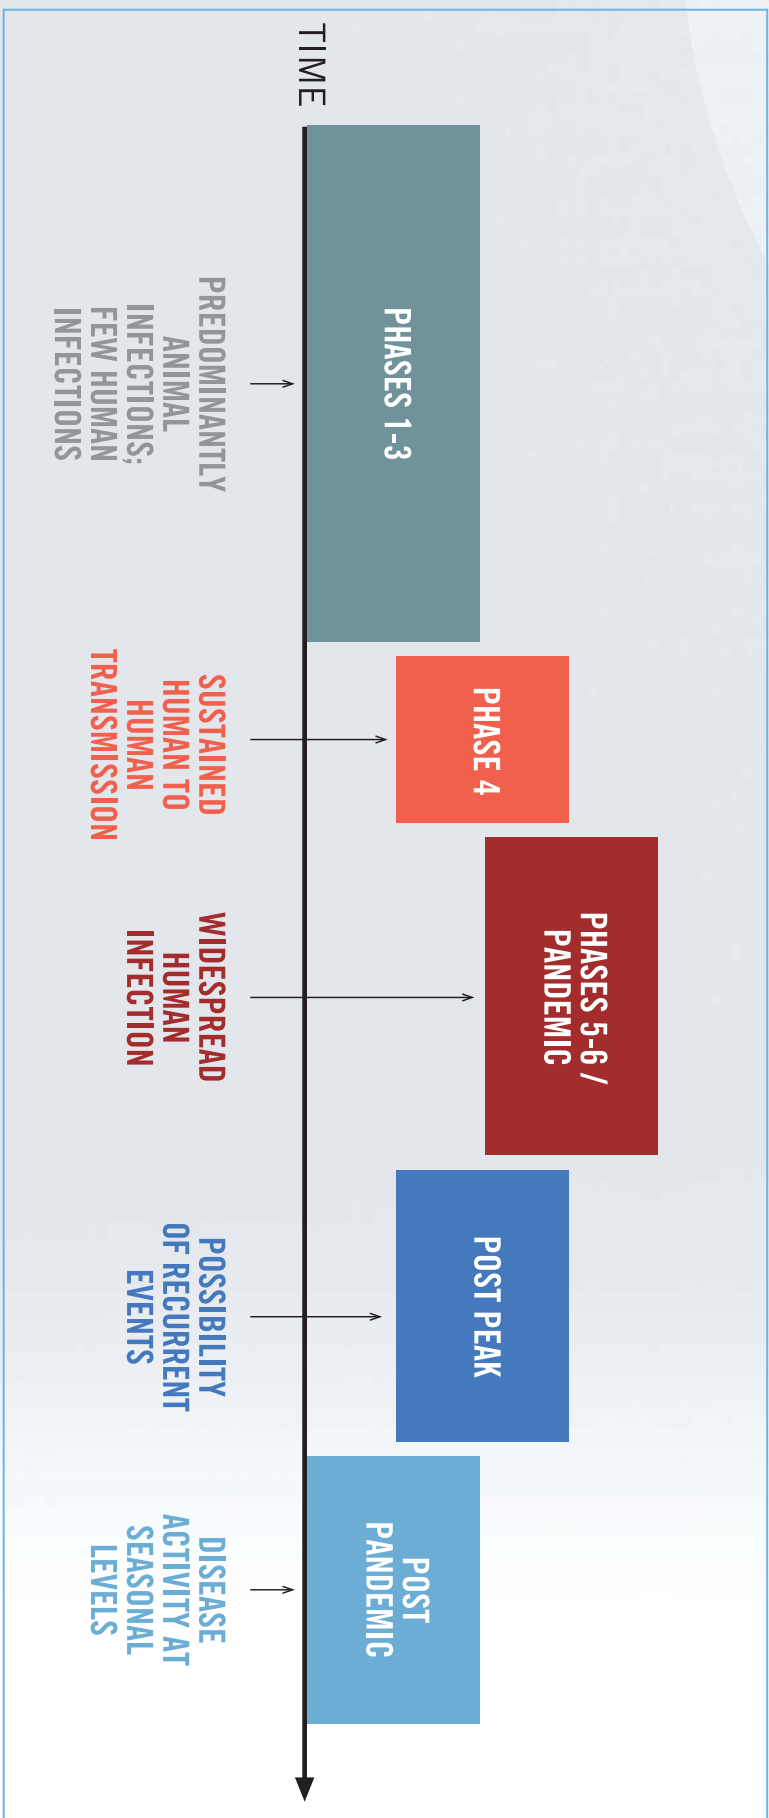 TIME
PHASES 1-3
PREDOMINANTLY
ANIMAL
INFECTIONS;
FEW HUMAN
INFECTIONS
PHASE 4
SUSTAINED
HUMAN TO
HUMAN
TRANSMISSION
PHASES 5-6 /
PANDEMIC
WIDESPREAD
HUMAN
INFECTION
POST PEAK
POSSIBILITY
OF RECURRENT
EVENTS
POST
PANDEMIC
DISEASE
ACTIVITY AT
SEASONAL
LEVELS